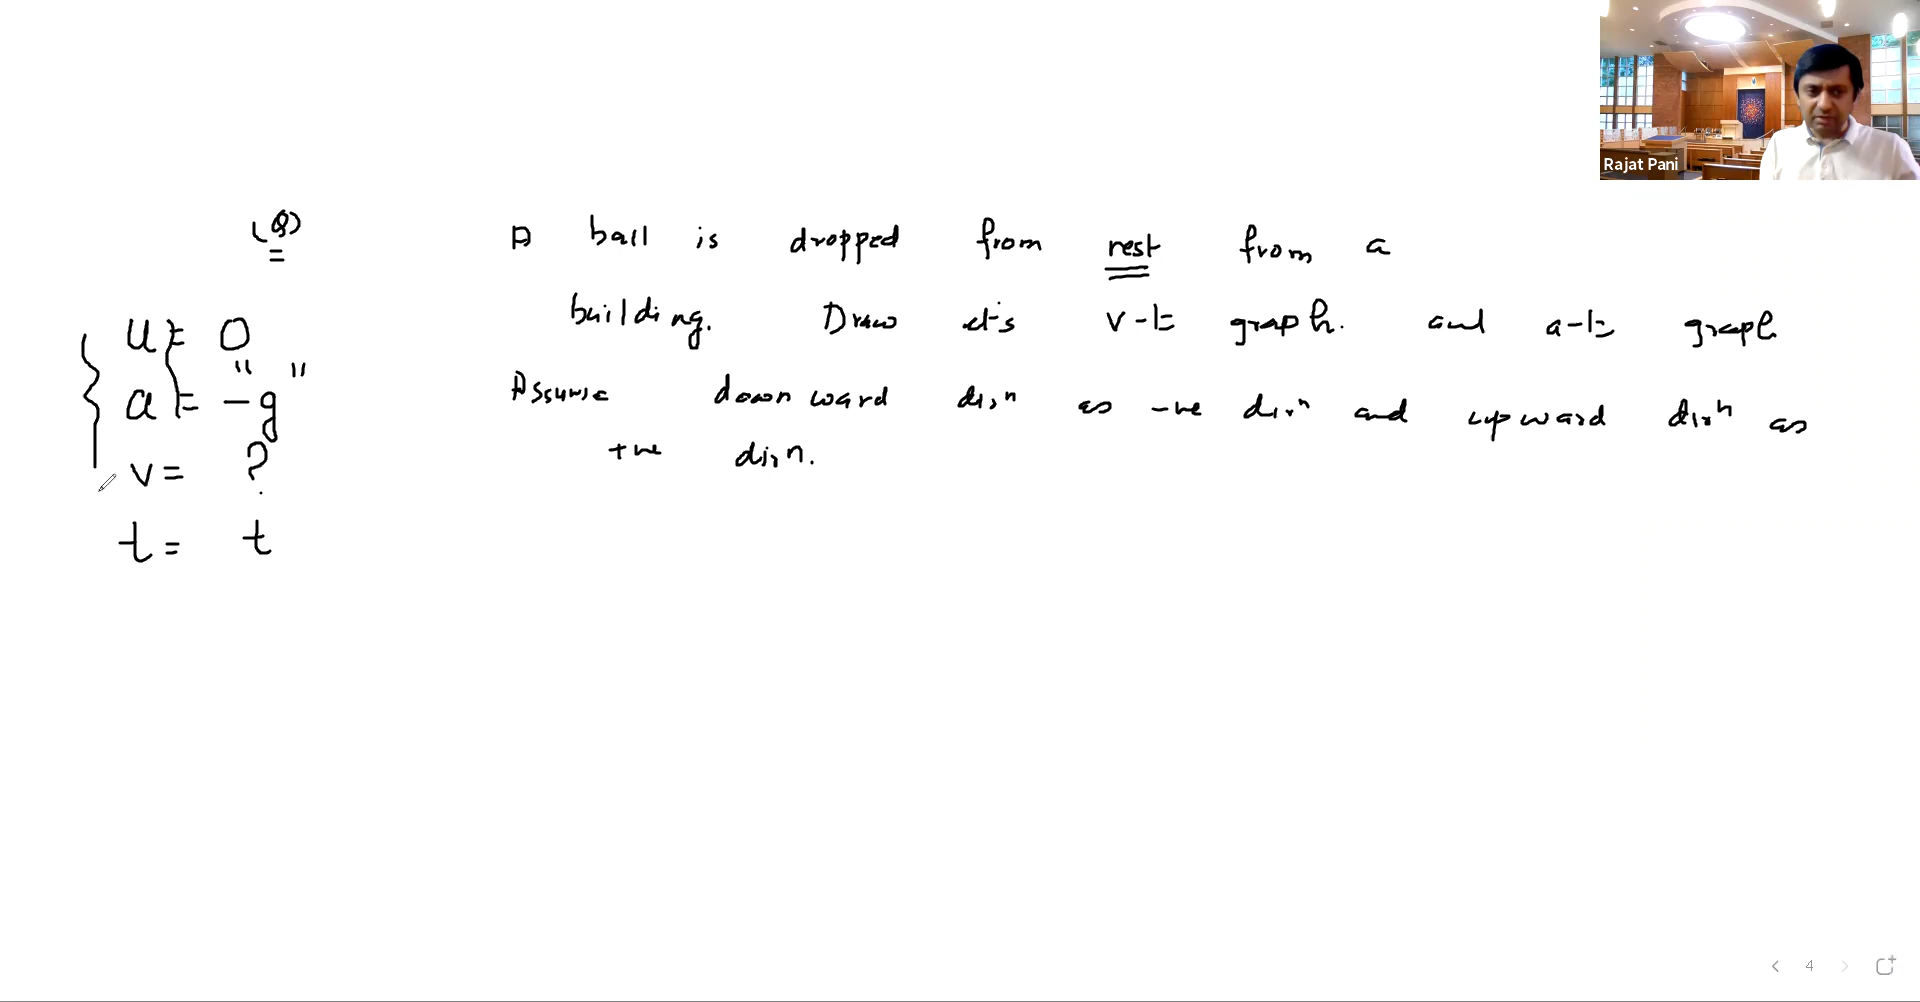 Rajat Pani
(Q) A ball is dropped from rest from a
building. Draw it's v-t graph. and a-t graph
Assume downward dirn as -ve dirn and upward dirn as
+ve dirn.
u = 0
a = "-g"
v = ?
t = t
4